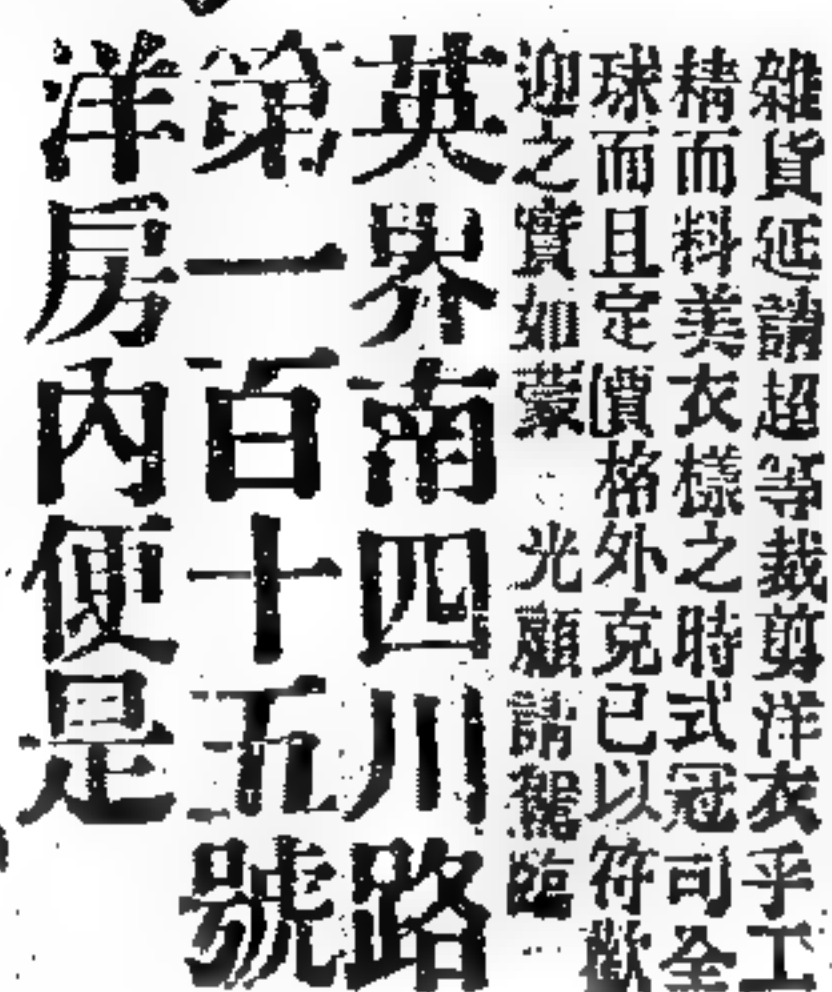 雜貨延請超等裁剪洋衣手工
精而料美衣樣之時式冠司全
球而且定價格外克已以符歡
迎之實如蒙 光顧請駕臨
英界南四川路
第一百十五號
洋房內便是